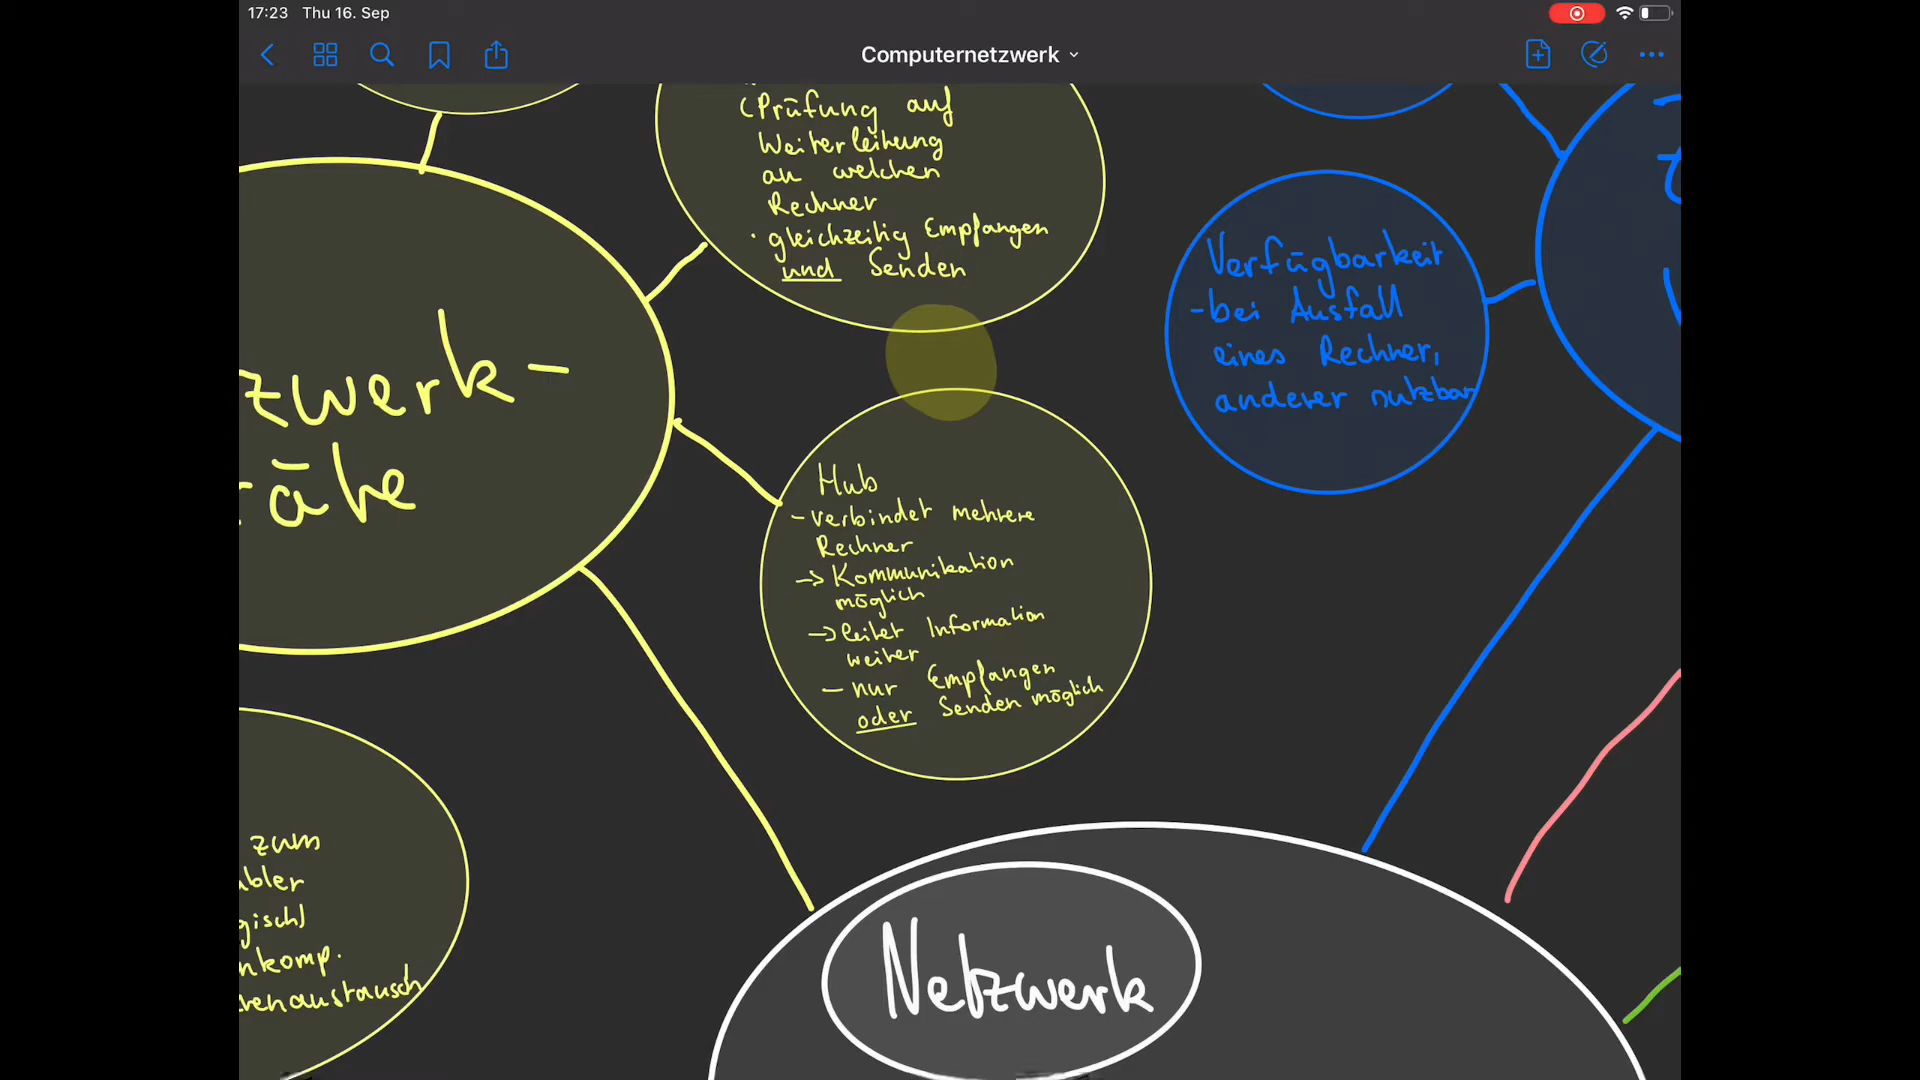 17:23 Thu 16. Sep
Computernetzwerk
(Prüfung auf
Weiterleitung
an welchen
Rechner
· gleichzeitig Empfangen
und Senden
Verfügbarkeit
- bei Ausfall
eines Rechner,
anderer nutzbar
zwerk-
räte
Hub
- verbindet mehrere
Rechner
-> Kommunikation
möglich
-> leitet Information
weiter
- nur Empfangen
oder Senden möglich
zum
gisch)
nkomp.
enaustausch
Netzwerk